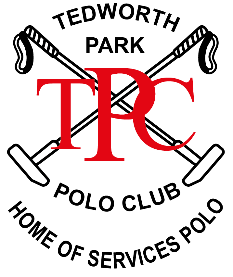 TEDWORTH
PARK
TPC
POLO CLUB
HOME OF SERVICES POLO